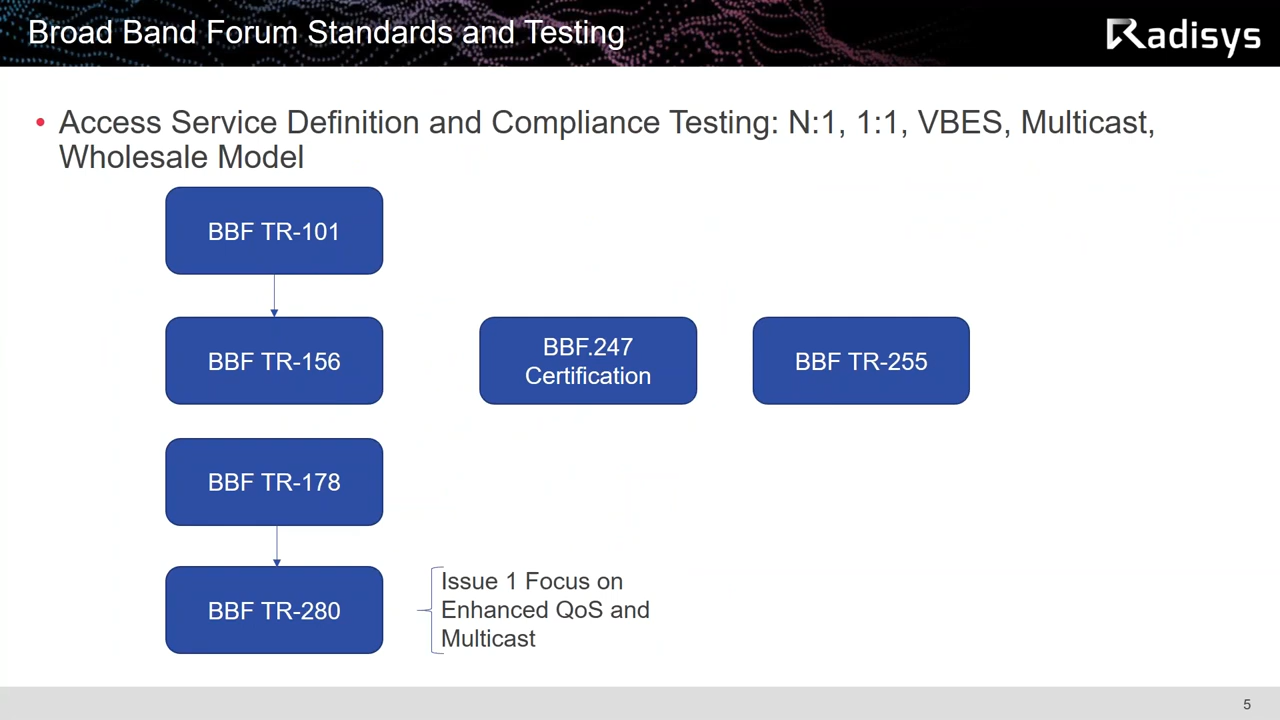 Broad Band Forum Standards and Testing
Radisys
• Access Service Definition and Compliance Testing: N:1, 1:1, VBES, Multicast,
Wholesale Model
BBF TR-101
BBF TR-156
BBF.247
Certification
BBF TR-255
BBF TR-178
BBF TR-280
Issue 1 Focus on
Enhanced QoS and
Multicast
5